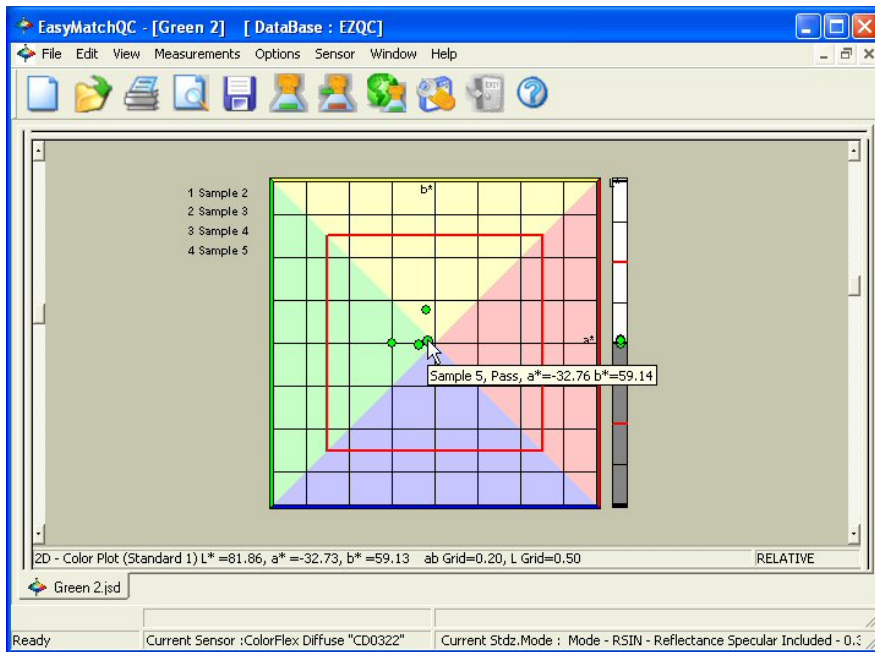 EasyMatchQC - [Green 2] [ DataBase : EZQC]
File Edit View Measurements Options Sensor Window Help
EXIT
b*
L*
1 Sample 2
2 Sample 3
3 Sample 4
4 Sample 5
a*
Sample 5, Pass, a*=-32.76 b*=59.14
2D - Color Plot (Standard 1) L* =81.86, a* =-32.73, b* =59.13 ab Grid=0.20, L Grid=0.50 RELATIVE
Green 2.jsd
Ready Current Sensor :ColorFlex Diffuse "CD0322" Current Stdz.Mode : Mode - RSIN - Reflectance Specular Included - 0.3